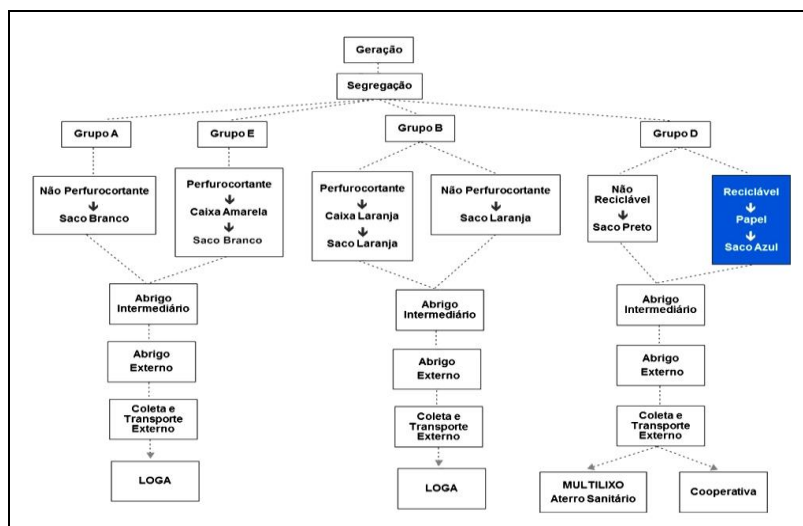 Geração
Segregação
Grupo A
Grupo E
Grupo B
Grupo D
Não Perfurocortante
Saco Branco
Perfurocortante
Caixa Amarela
Saco Branco
Perfurocortante
Caixa Laranja
Saco Laranja
Não Perfurocortante
Saco Laranja
Não
Reciclável
Saco Preto
Reciclável
Papel
Saco Azul
Abrigo
Intermediário
Abrigo
Externo
Coleta e
Transporte
Externo
LOGA
Abrigo
Intermediário
Abrigo
Externo
Coleta e
Transporte
Externo
LOGA
Abrigo
Intermediário
Abrigo
Externo
Coleta e
Transporte
Externo
MULTILIXO
Aterro Sanitário
Cooperativa